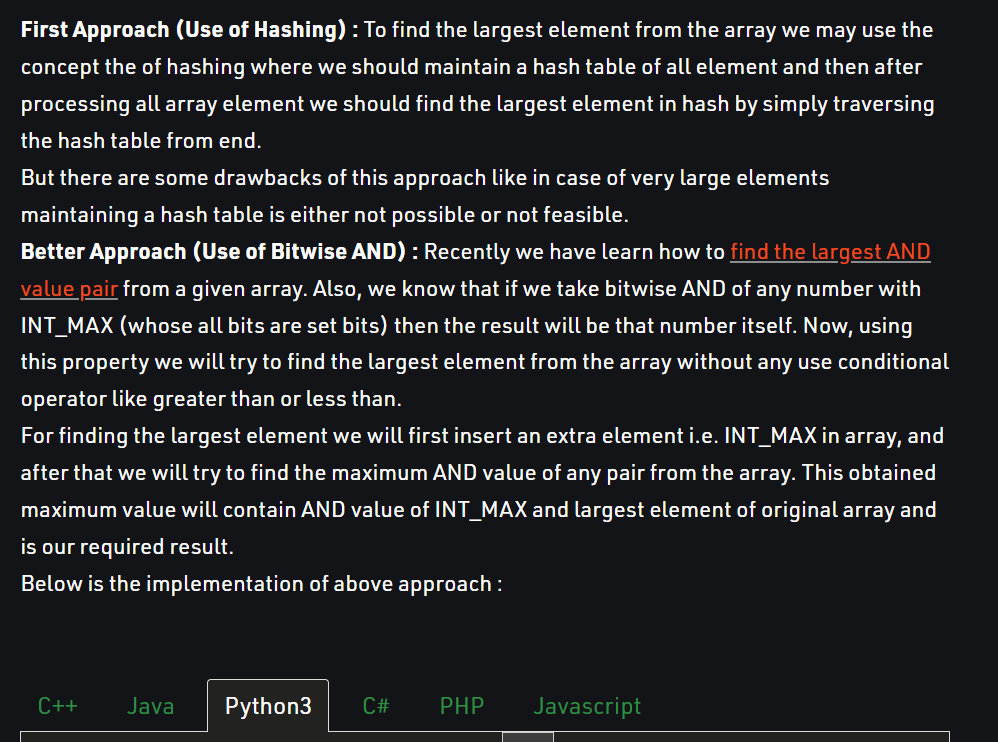 First Approach (Use of Hashing) : To find the largest element from the array we may use the
concept the of hashing where we should maintain a hash table of all element and then after
processing all array element we should find the largest element in hash by simply traversing
the hash table from end.
But there are some drawbacks of this approach like in case of very large elements
maintaining a hash table is either not possible or not feasible.
Better Approach (Use of Bitwise AND) : Recently we have learn how to find the largest AND
value pair from a given array. Also, we know that if we take bitwise AND of any number with
INT_MAX (whose all bits are set bits) then the result will be that number itself. Now, using
this property we will try to find the largest element from the array without any use conditional
operator like greater than or less than.
For finding the largest element we will first insert an extra element i.e. INT_MAX in array, and
after that we will try to find the maximum AND value of any pair from the array. This obtained
maximum value will contain AND value of INT_MAX and largest element of original array and
is our required result.
Below is the implementation of above approach :
C++ Java Python3 C# PHP Javascript